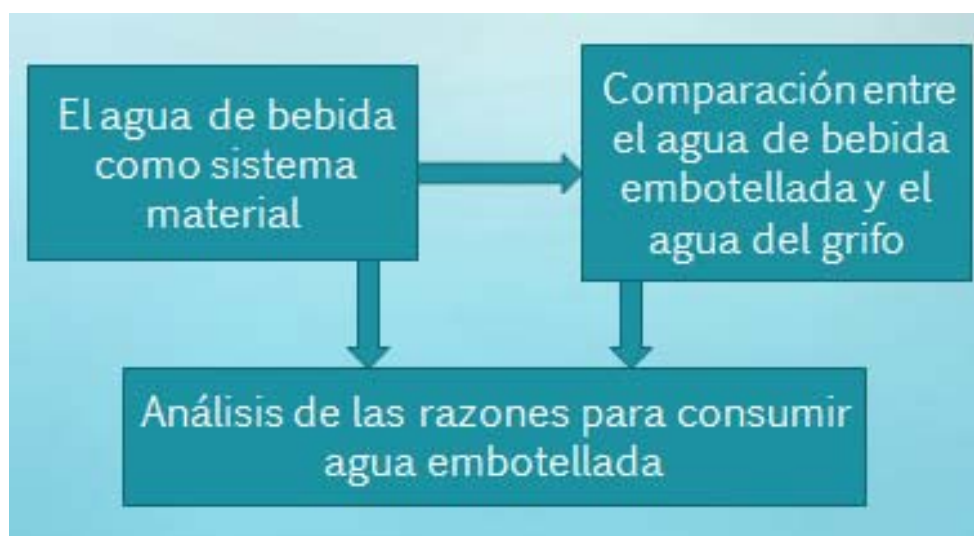 El agua de bebida
como sistema
material
Comparación entre
el agua de bebida
embotellada y el
agua del grifo
Análisis de las razones para consumir
agua embotellada